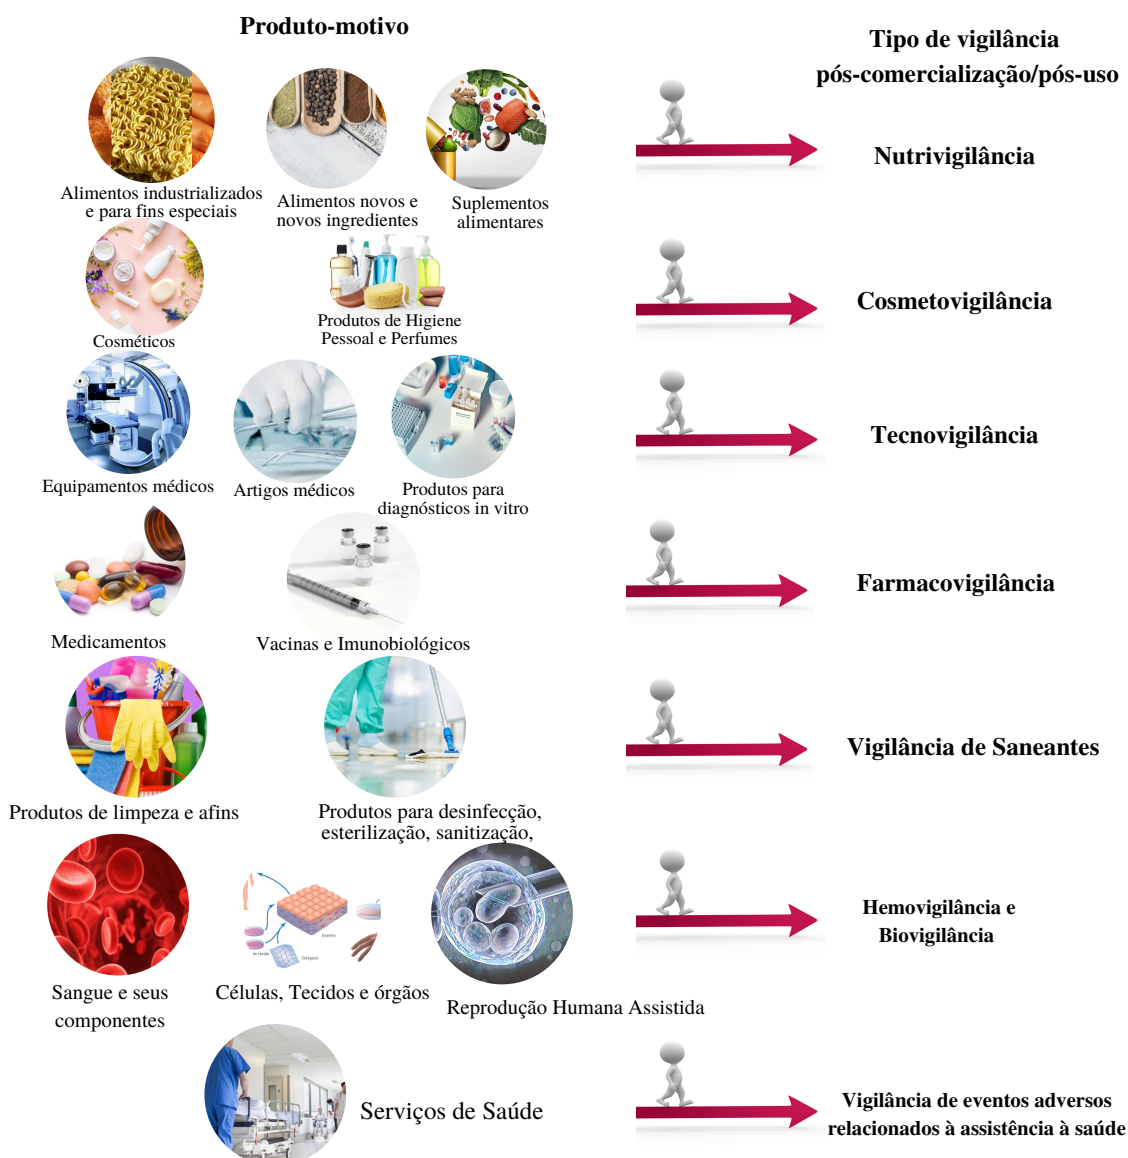 Produto-motivo
Tipo de vigilância
pós-comercialização/pós-uso
Alimentos industrializados
e para fins especiais
Alimentos novos e
novos ingredientes
Suplementos
alimentares
Nutrivigilância
Cosméticos
Produtos de Higiene
Pessoal e Perfumes
Cosmetovigilância
Equipamentos médicos
Artigos médicos
Produtos para
diagnósticos in vitro
Tecnovigilância
Medicamentos
Vacinas e Imunobiológicos
Farmacovigilância
Produtos de limpeza e afins
Produtos para desinfecção,
esterilização, sanitização,
Vigilância de Saneantes
de tecido
Colágeno
Sangue e seus
componentes
Células, Tecidos e órgãos
Reprodução Humana Assistida
Hemovigilância e
Biovigilância
Serviços de Saúde
Vigilância de eventos adversos
relacionados à assistência à saúde